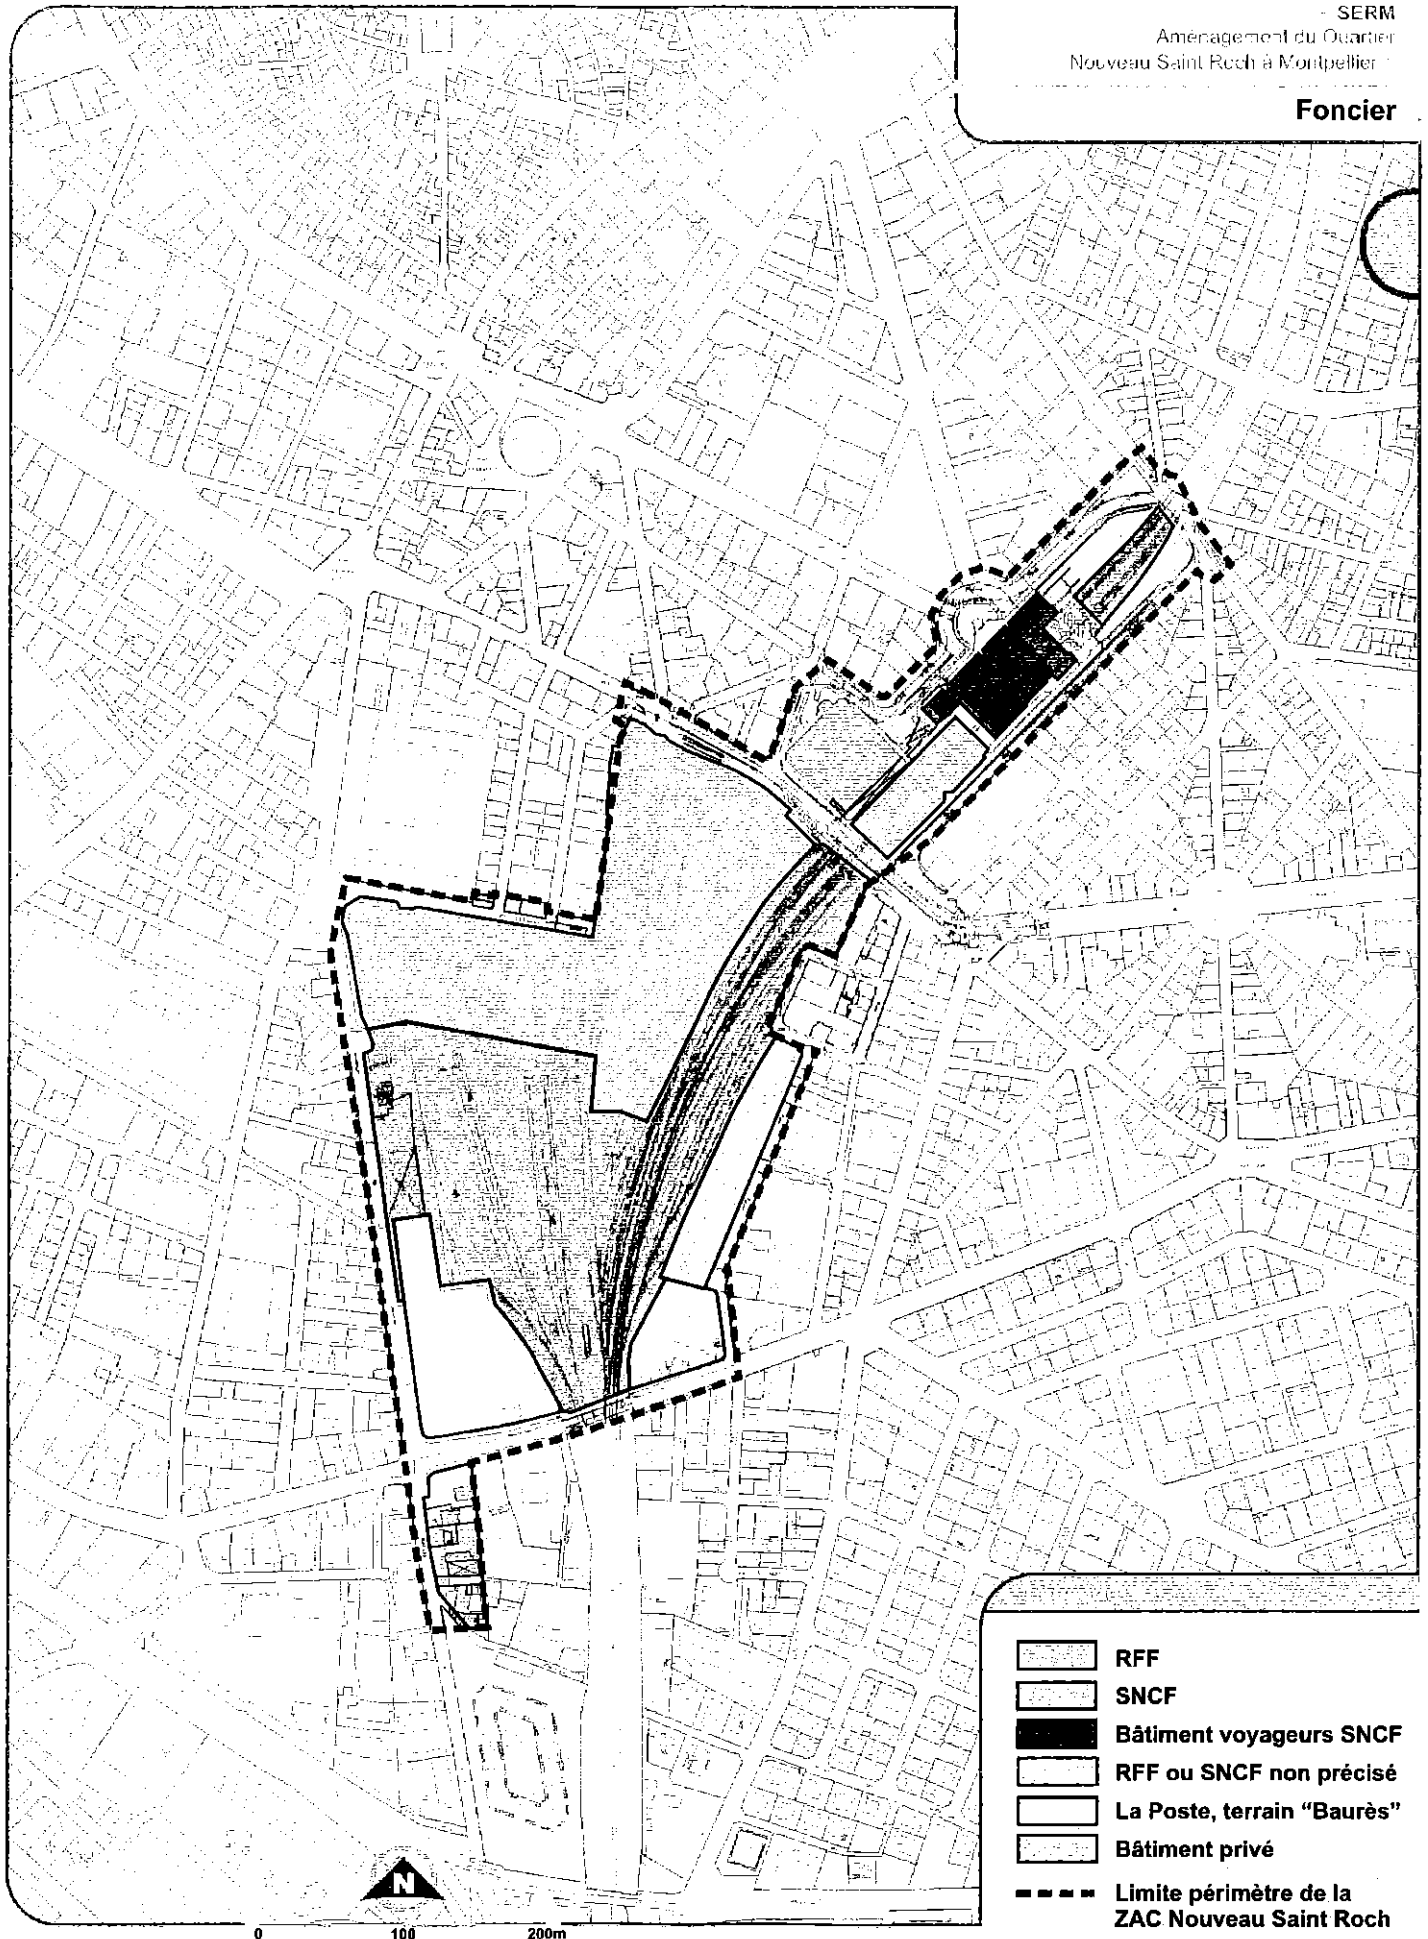 SERM
Aménagement du Quartier
Nouveau Saint Roch à Montpellier
Foncier
RFF
SNCF
Bâtiment voyageurs SNCF
RFF ou SNCF non précisé
La Poste, terrain “Baurès”
Bâtiment privé
Limite périmètre de la
ZAC Nouveau Saint Roch
N
0 100 200m